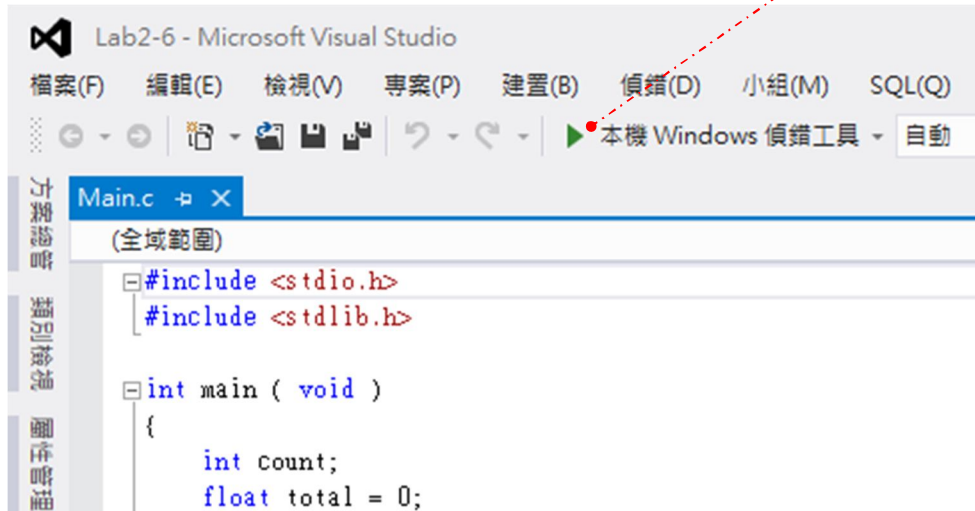 Lab2-6 - Microsoft Visual Studio
檔案(F) 編輯(E) 檢視(V) 專案(P) 建置(B) 偵錯(D) 小組(M) SQL(Q)
本機 Windows 偵錯工具 自動
方案總管
類別檢視
屬性管理
Main.c
(全域範圍)
#include <stdio.h>
#include <stdlib.h>
int main ( void )
{
int count;
float total = 0;